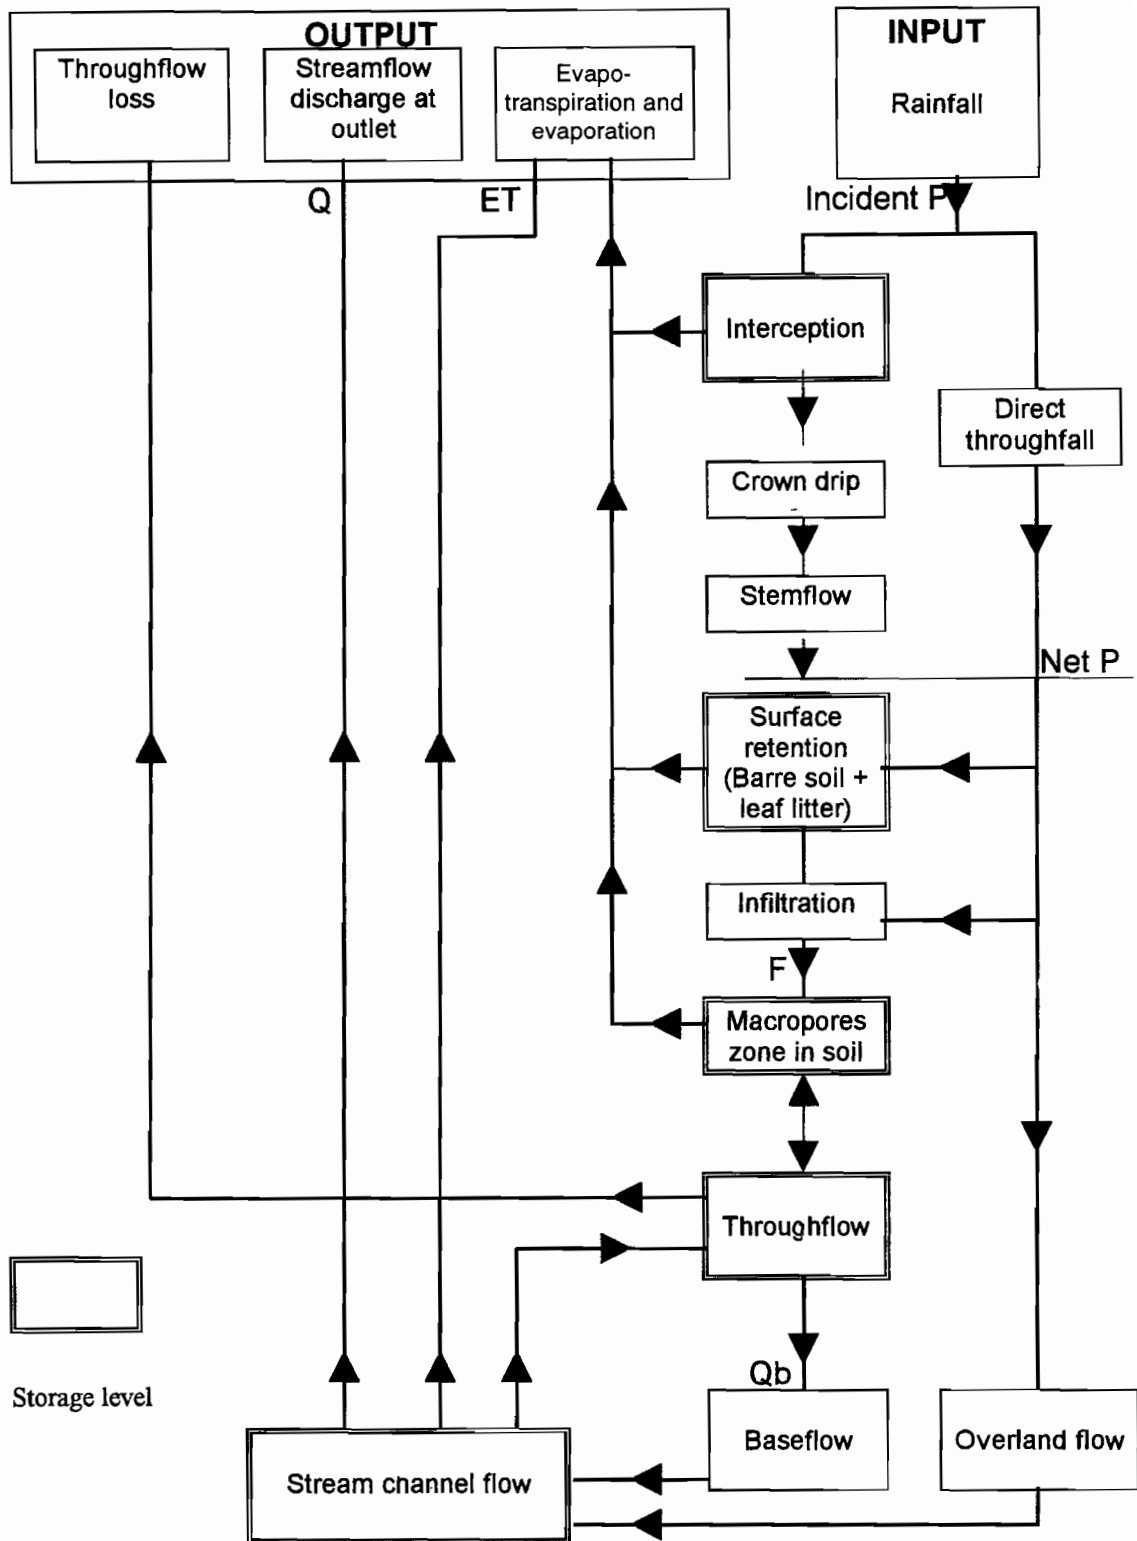 OUTPUT
Throughflow
loss
Streamflow
discharge at
outlet
Evapo-
transpiration and
evaporation
INPUT
Rainfall
Q
ET
Incident P
Interception
Direct
throughfall
Crown drip
Stemflow
Net P
Surface
retention
(Barre soil +
leaf litter)
Infiltration
F
Macropores
zone in soil
Throughflow
Storage level
Qb
Baseflow
Overland flow
Stream channel flow